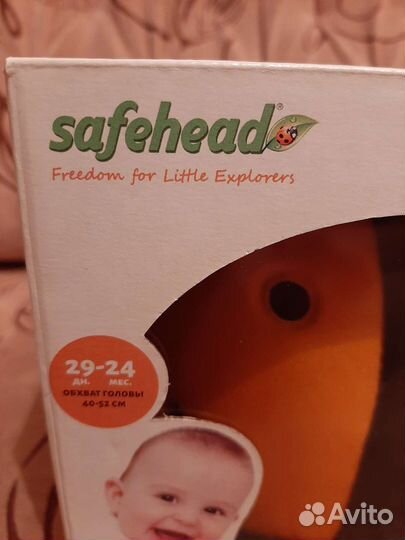 safehead®
Freedom for Little Explorers
29-24
ДН. МЕС.
ОБХВАТ ГОЛОВЫ
40-52 СМ
Avito